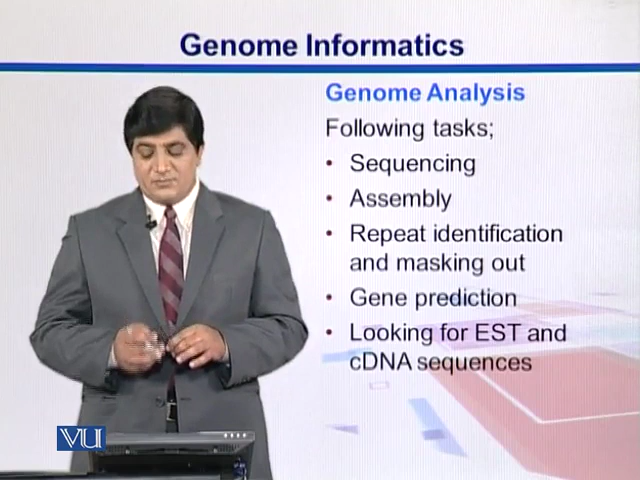 Genome Informatics
Genome Analysis
Following tasks;
• Sequencing
• Assembly
• Repeat identification
and masking out
• Gene prediction
• Looking for EST and
cDNA sequences
VU